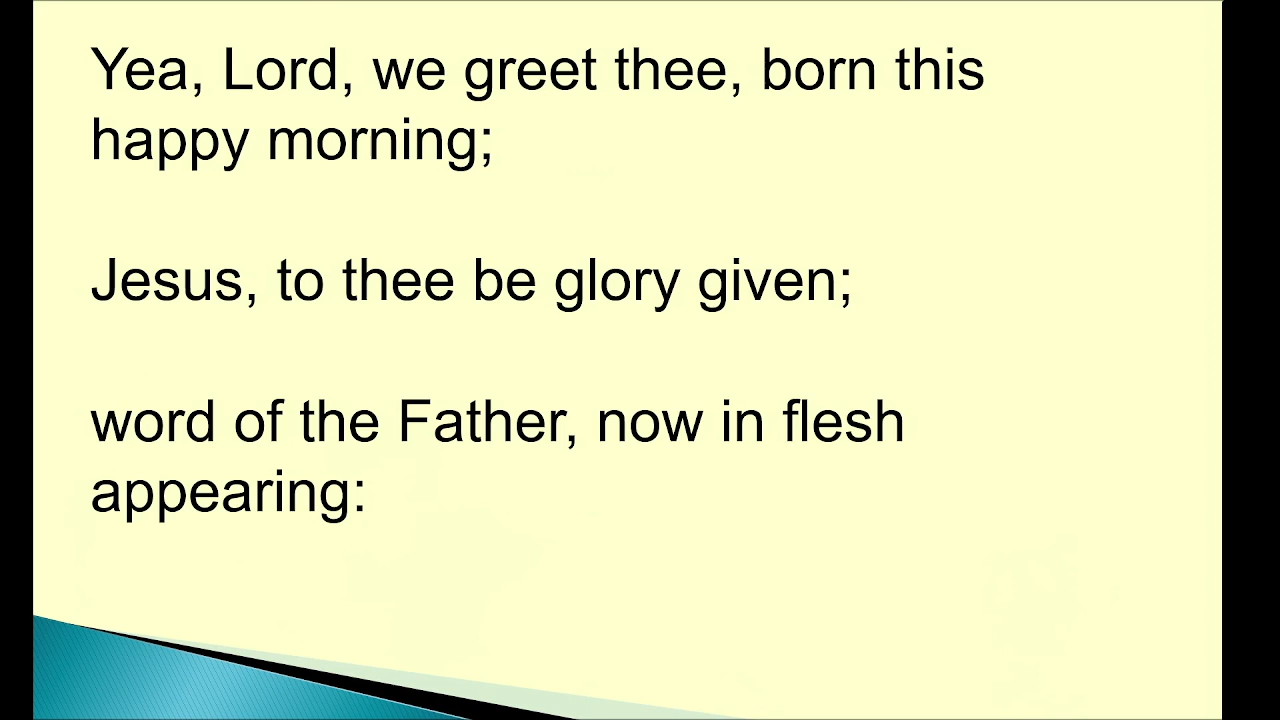 Yea, Lord, we greet thee, born this
happy morning;
Jesus, to thee be glory given;
word of the Father, now in flesh
appearing: